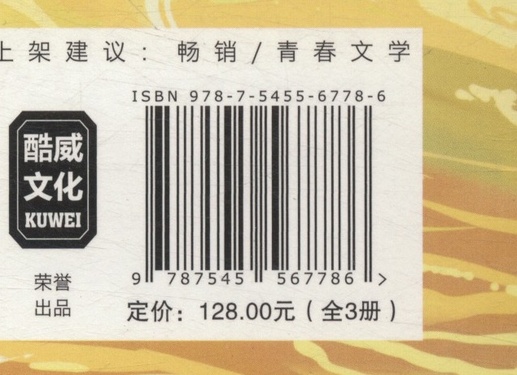 上架建议：畅销/青春文学
ISBN 978-7-5455-6778-6
酷威
文化
KUWEI
荣誉
出品
9 787545 567786 >
定价：128.00元（全3册）